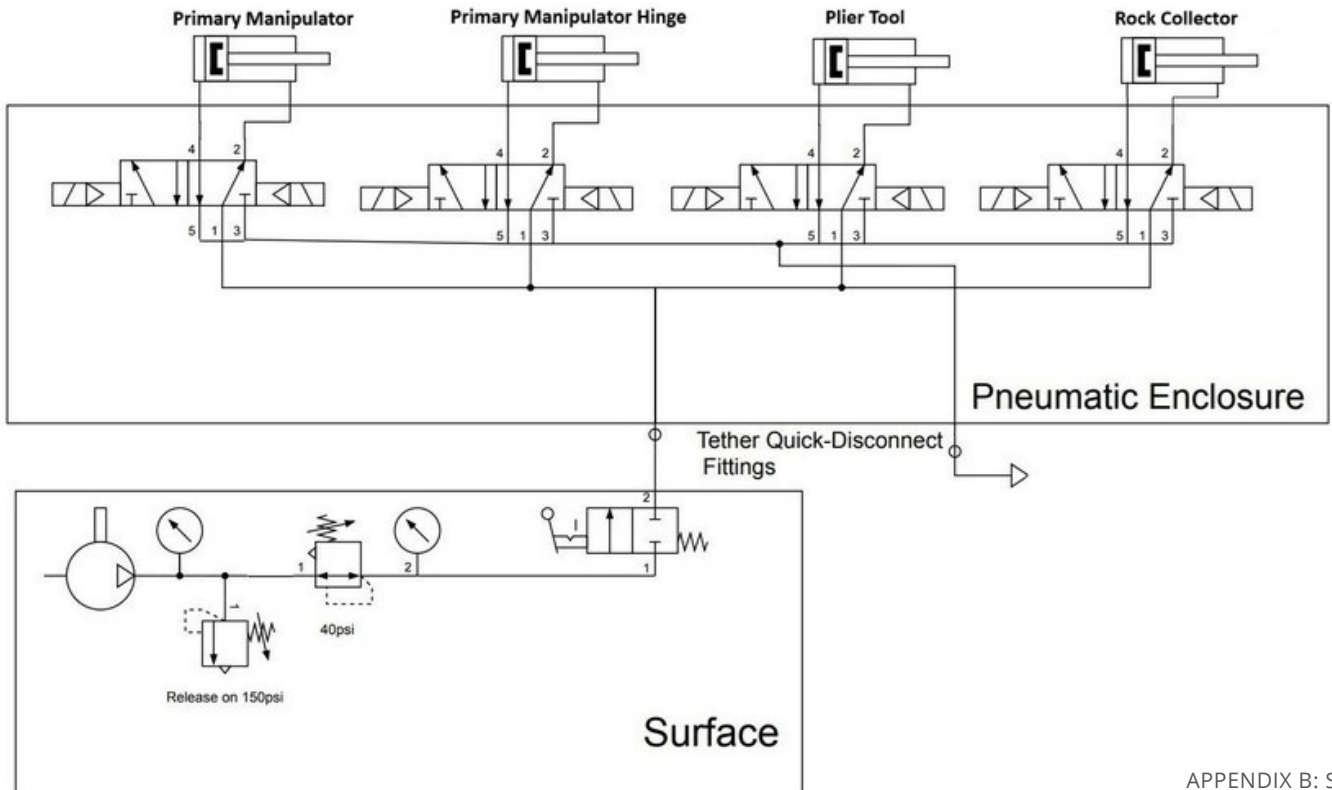 Primary Manipulator
Primary Manipulator Hinge
Plier Tool
Rock Collector
4 2
4 2
4 2
4 2
5 1 3
5 1 3
5 1 3
5 1 3
Pneumatic Enclosure
Tether Quick-Disconnect
Fittings
2
1 2 1
1
40psi
Release on 150psi
Surface
APPENDIX B: S